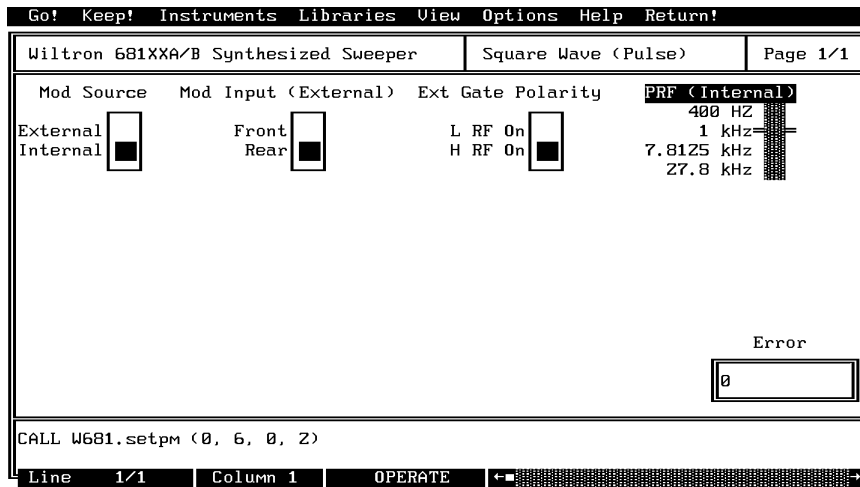 Go! Keep! Instruments Libraries View Options Help Return!
Wiltron 681XXA/B Synthesized Sweeper Square Wave (Pulse) Page 1/1
Mod Source Mod Input (External) Ext Gate Polarity PRF (Internal)
400 HZ
External Front L RF On 1 kHz
Internal Rear H RF On 7.8125 kHz
27.8 kHz
Error
0
CALL W681.setpm (0, 6, 0, 2)
Line 1/1 Column 1 OPERATE